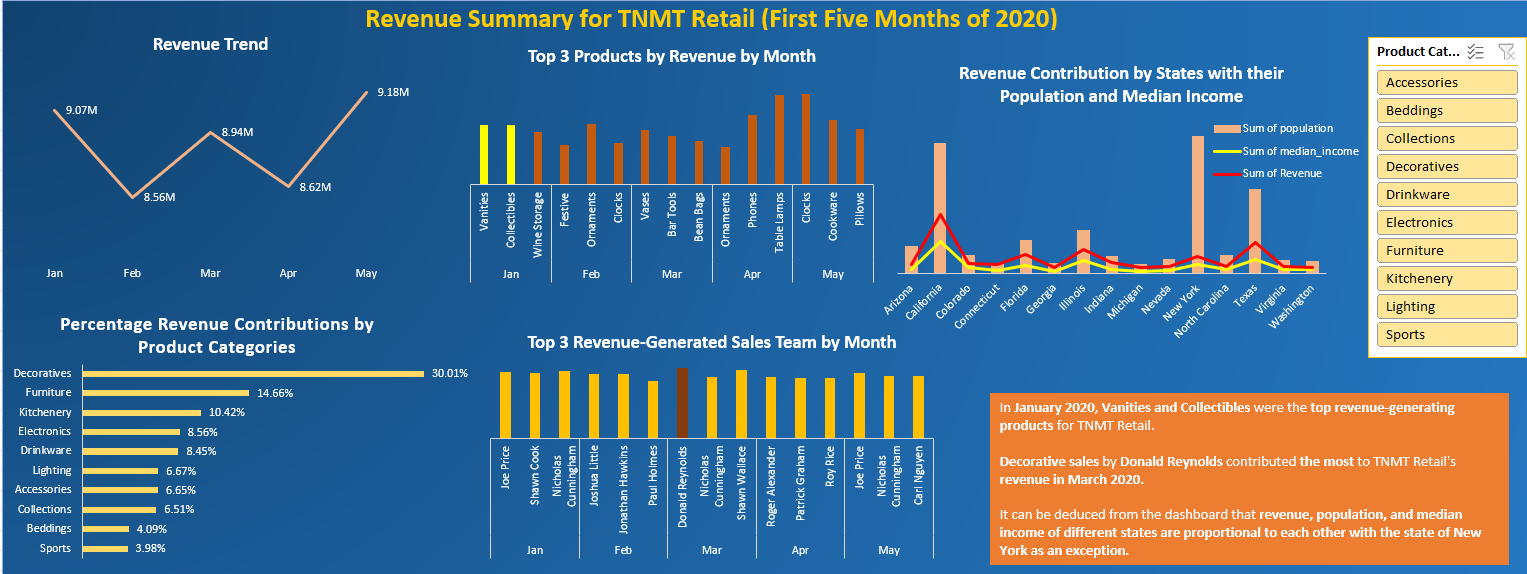 Revenue Summary for TNMT Retail (First Five Months of 2020)
Revenue Trend
9.07M
8.56M
8.94M
8.62M
9.18M
Jan
Feb
Mar
Apr
May
Top 3 Products by Revenue by Month
Vanities
Collectibles
Wine Storage
Festive
Ornaments
Clocks
Vases
Bar Tools
Bean Bags
Ornaments
Phones
Table Lamps
Clocks
Cookware
Pillows
Jan
Feb
Mar
Apr
May
Revenue Contribution by States with their
Population and Median Income
Sum of population
Sum of median_income
Sum of Revenue
Arizona
California
Colorado
Connecticut
Florida
Georgia
Illinois
Indiana
Michigan
Nevada
New York
North Carolina
Texas
Virginia
Washington
Product Cat...
Accessories
Beddings
Collections
Decoratives
Drinkware
Electronics
Furniture
Kitchenery
Lighting
Sports
Percentage Revenue Contributions by
Product Categories
Decoratives 30.01%
Furniture 14.66%
Kitchenery 10.42%
Electronics 8.56%
Drinkware 8.45%
Lighting 6.67%
Accessories 6.65%
Collections 6.51%
Beddings 4.09%
Sports 3.98%
Top 3 Revenue-Generated Sales Team by Month
Joe Price
Shawn Cook
Nicholas
Cunningham
Joshua Little
Jonathan Hawkins
Paul Holmes
Donald Reynolds
Nicholas
Cunningham
Shawn Wallace
Roger Alexander
Patrick Graham
Roy Rice
Joe Price
Nicholas
Cunningham
Carl Nguyen
Jan
Feb
Mar
Apr
May
In January 2020, Vanities and Collectibles were the top revenue-generating
products for TNMT Retail.
Decorative sales by Donald Reynolds contributed the most to TNMT Retail's
revenue in March 2020.
It can be deduced from the dashboard that revenue, population, and median
income of different states are proportional to each other with the state of New
York as an exception.